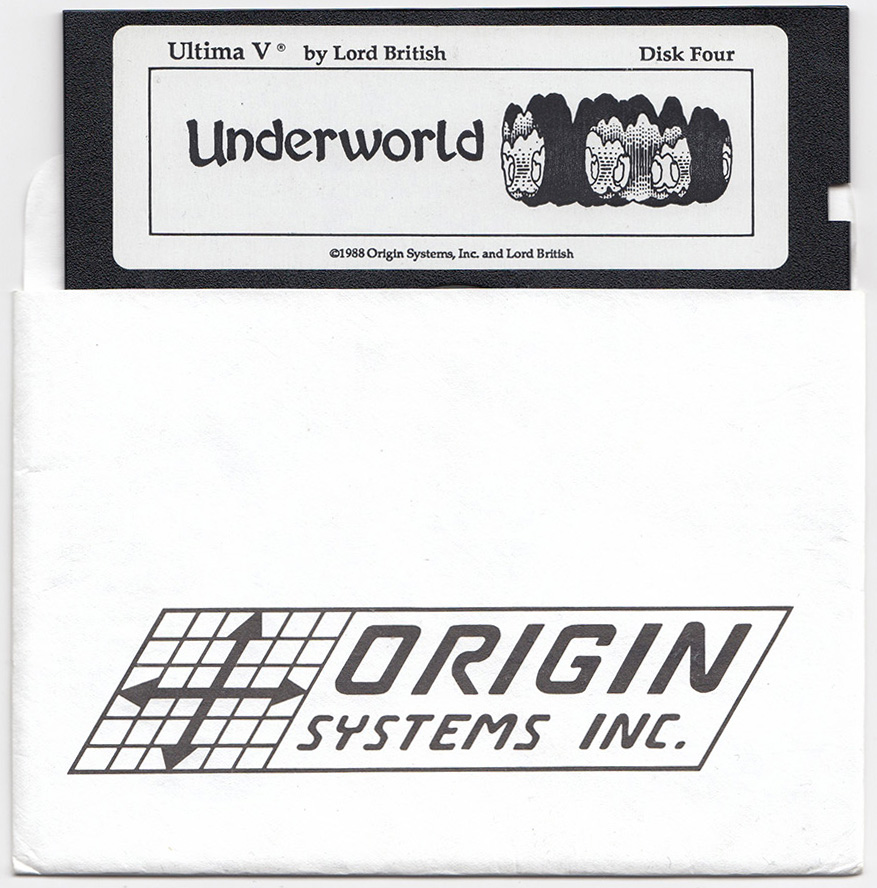 Ultima V ® by Lord British Disk Four
Underworld
©1988 Origin Systems, Inc. and Lord British
ORIGIN
SYSTEMS INC.